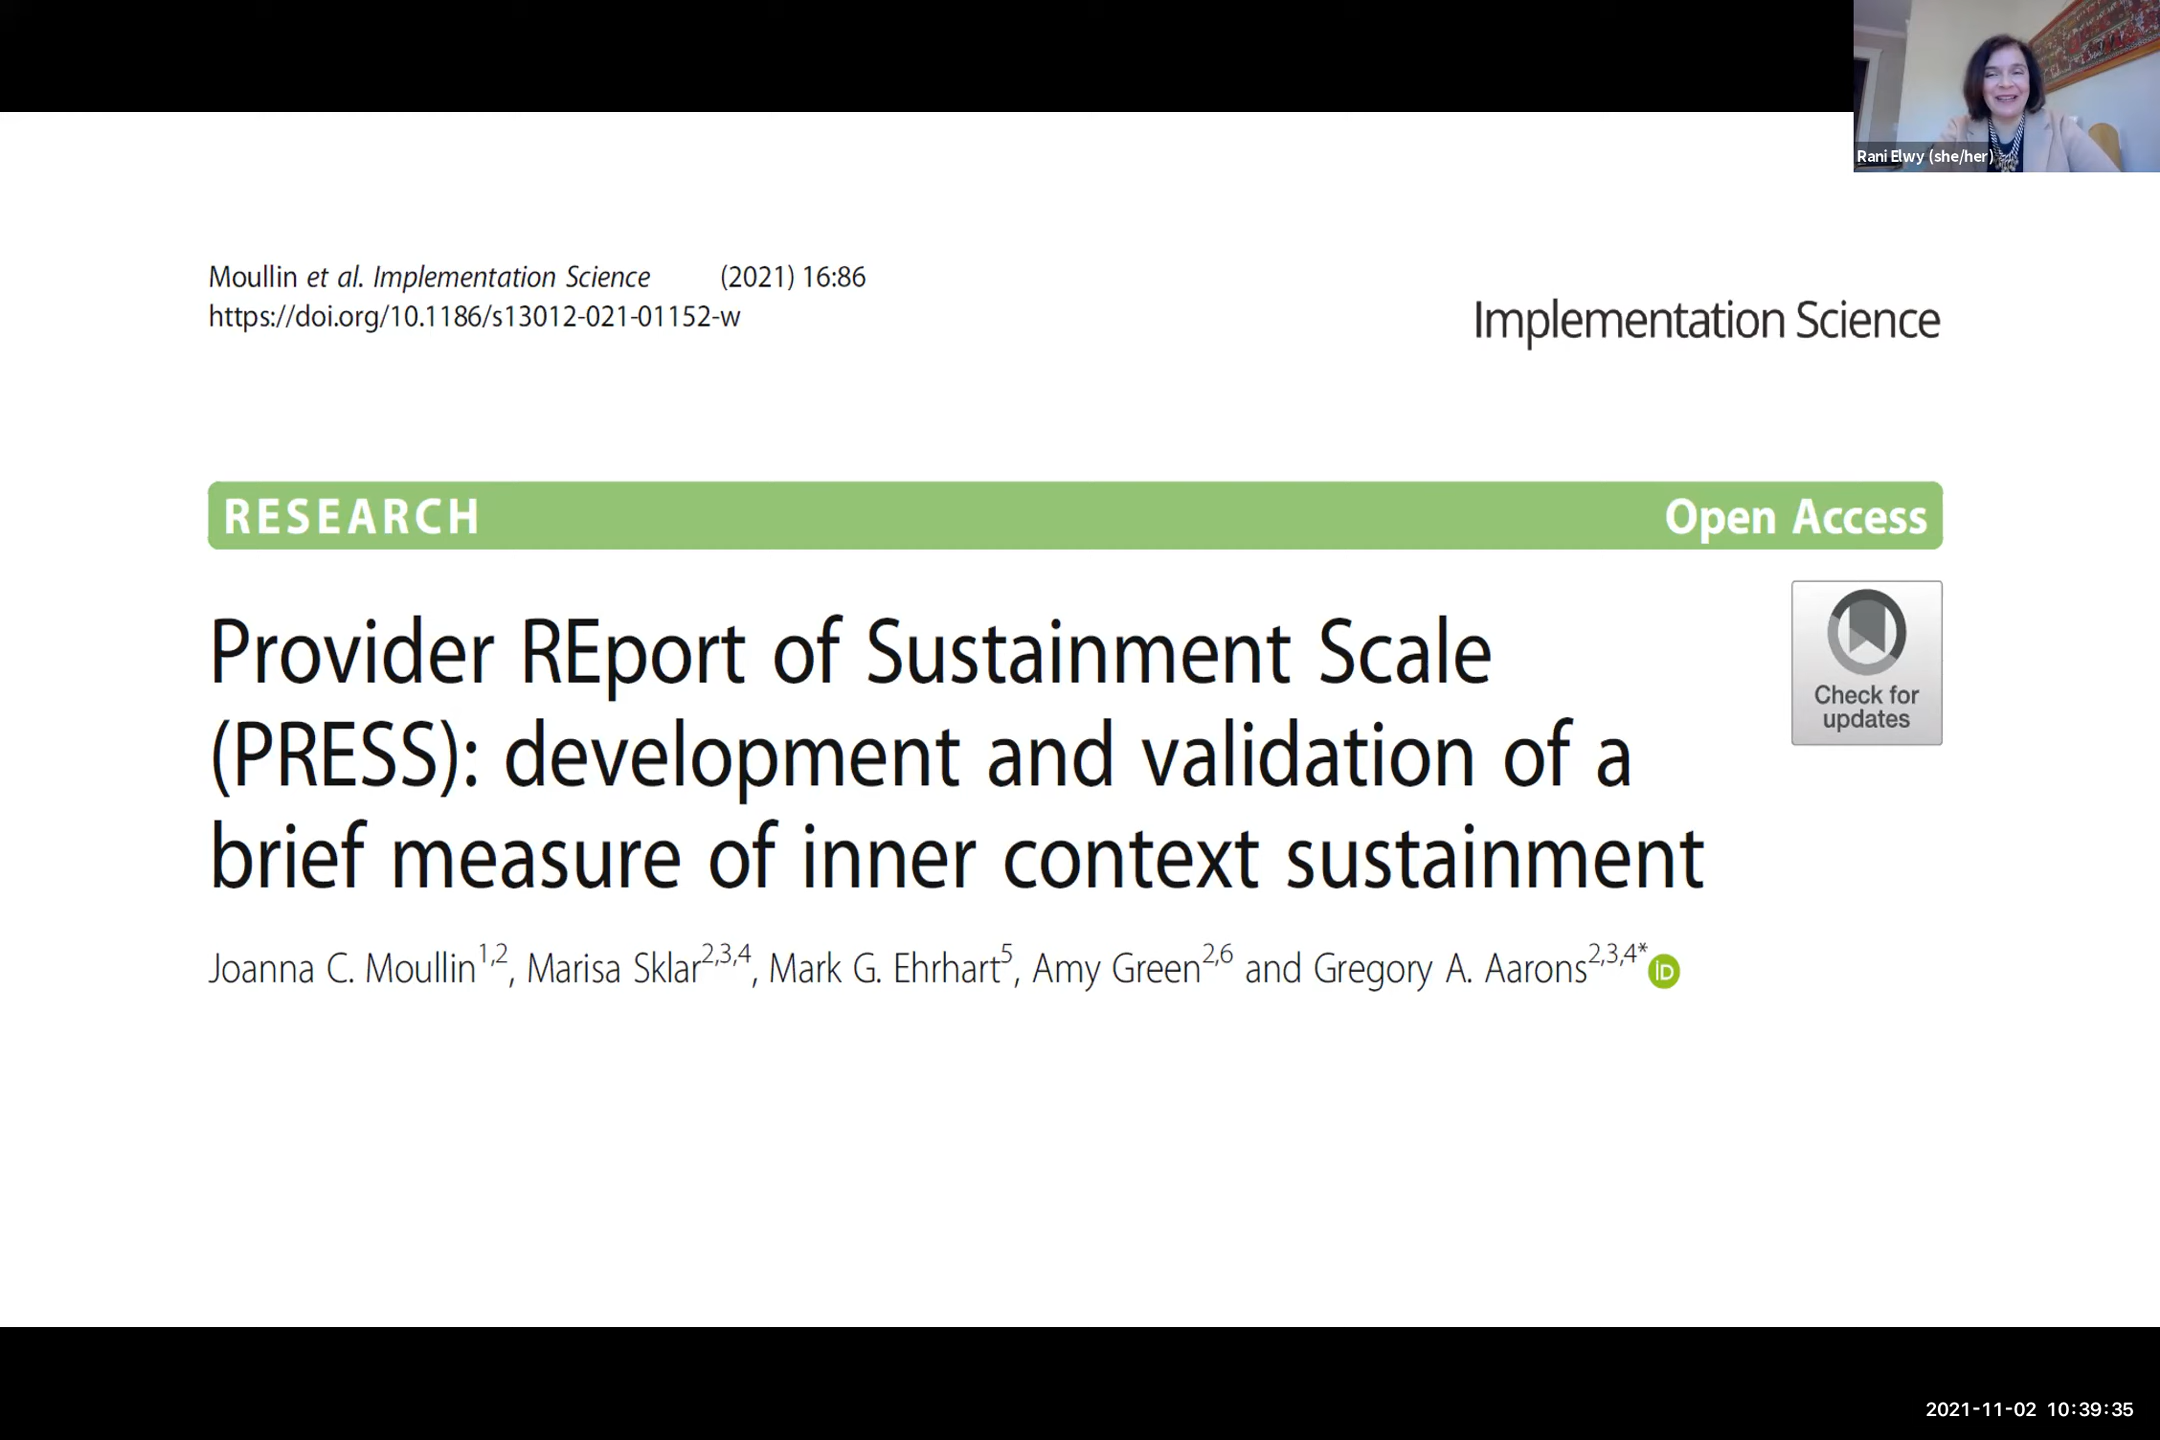 Rani Elwy (she/her)
Moullin et al. Implementation Science (2021) 16:86
https://doi.org/10.1186/s13012-021-01152-w
Implementation Science
RESEARCH Open Access
Provider REport of Sustainment Scale
(PRESS): development and validation of a
brief measure of inner context sustainment
Check for
updates
Joanna C. Moullin1,2, Marisa Sklar2,3,4, Mark G. Ehrhart5, Amy Green2,6 and Gregory A. Aarons2,3,4* iD
2021-11-02 10:39:35